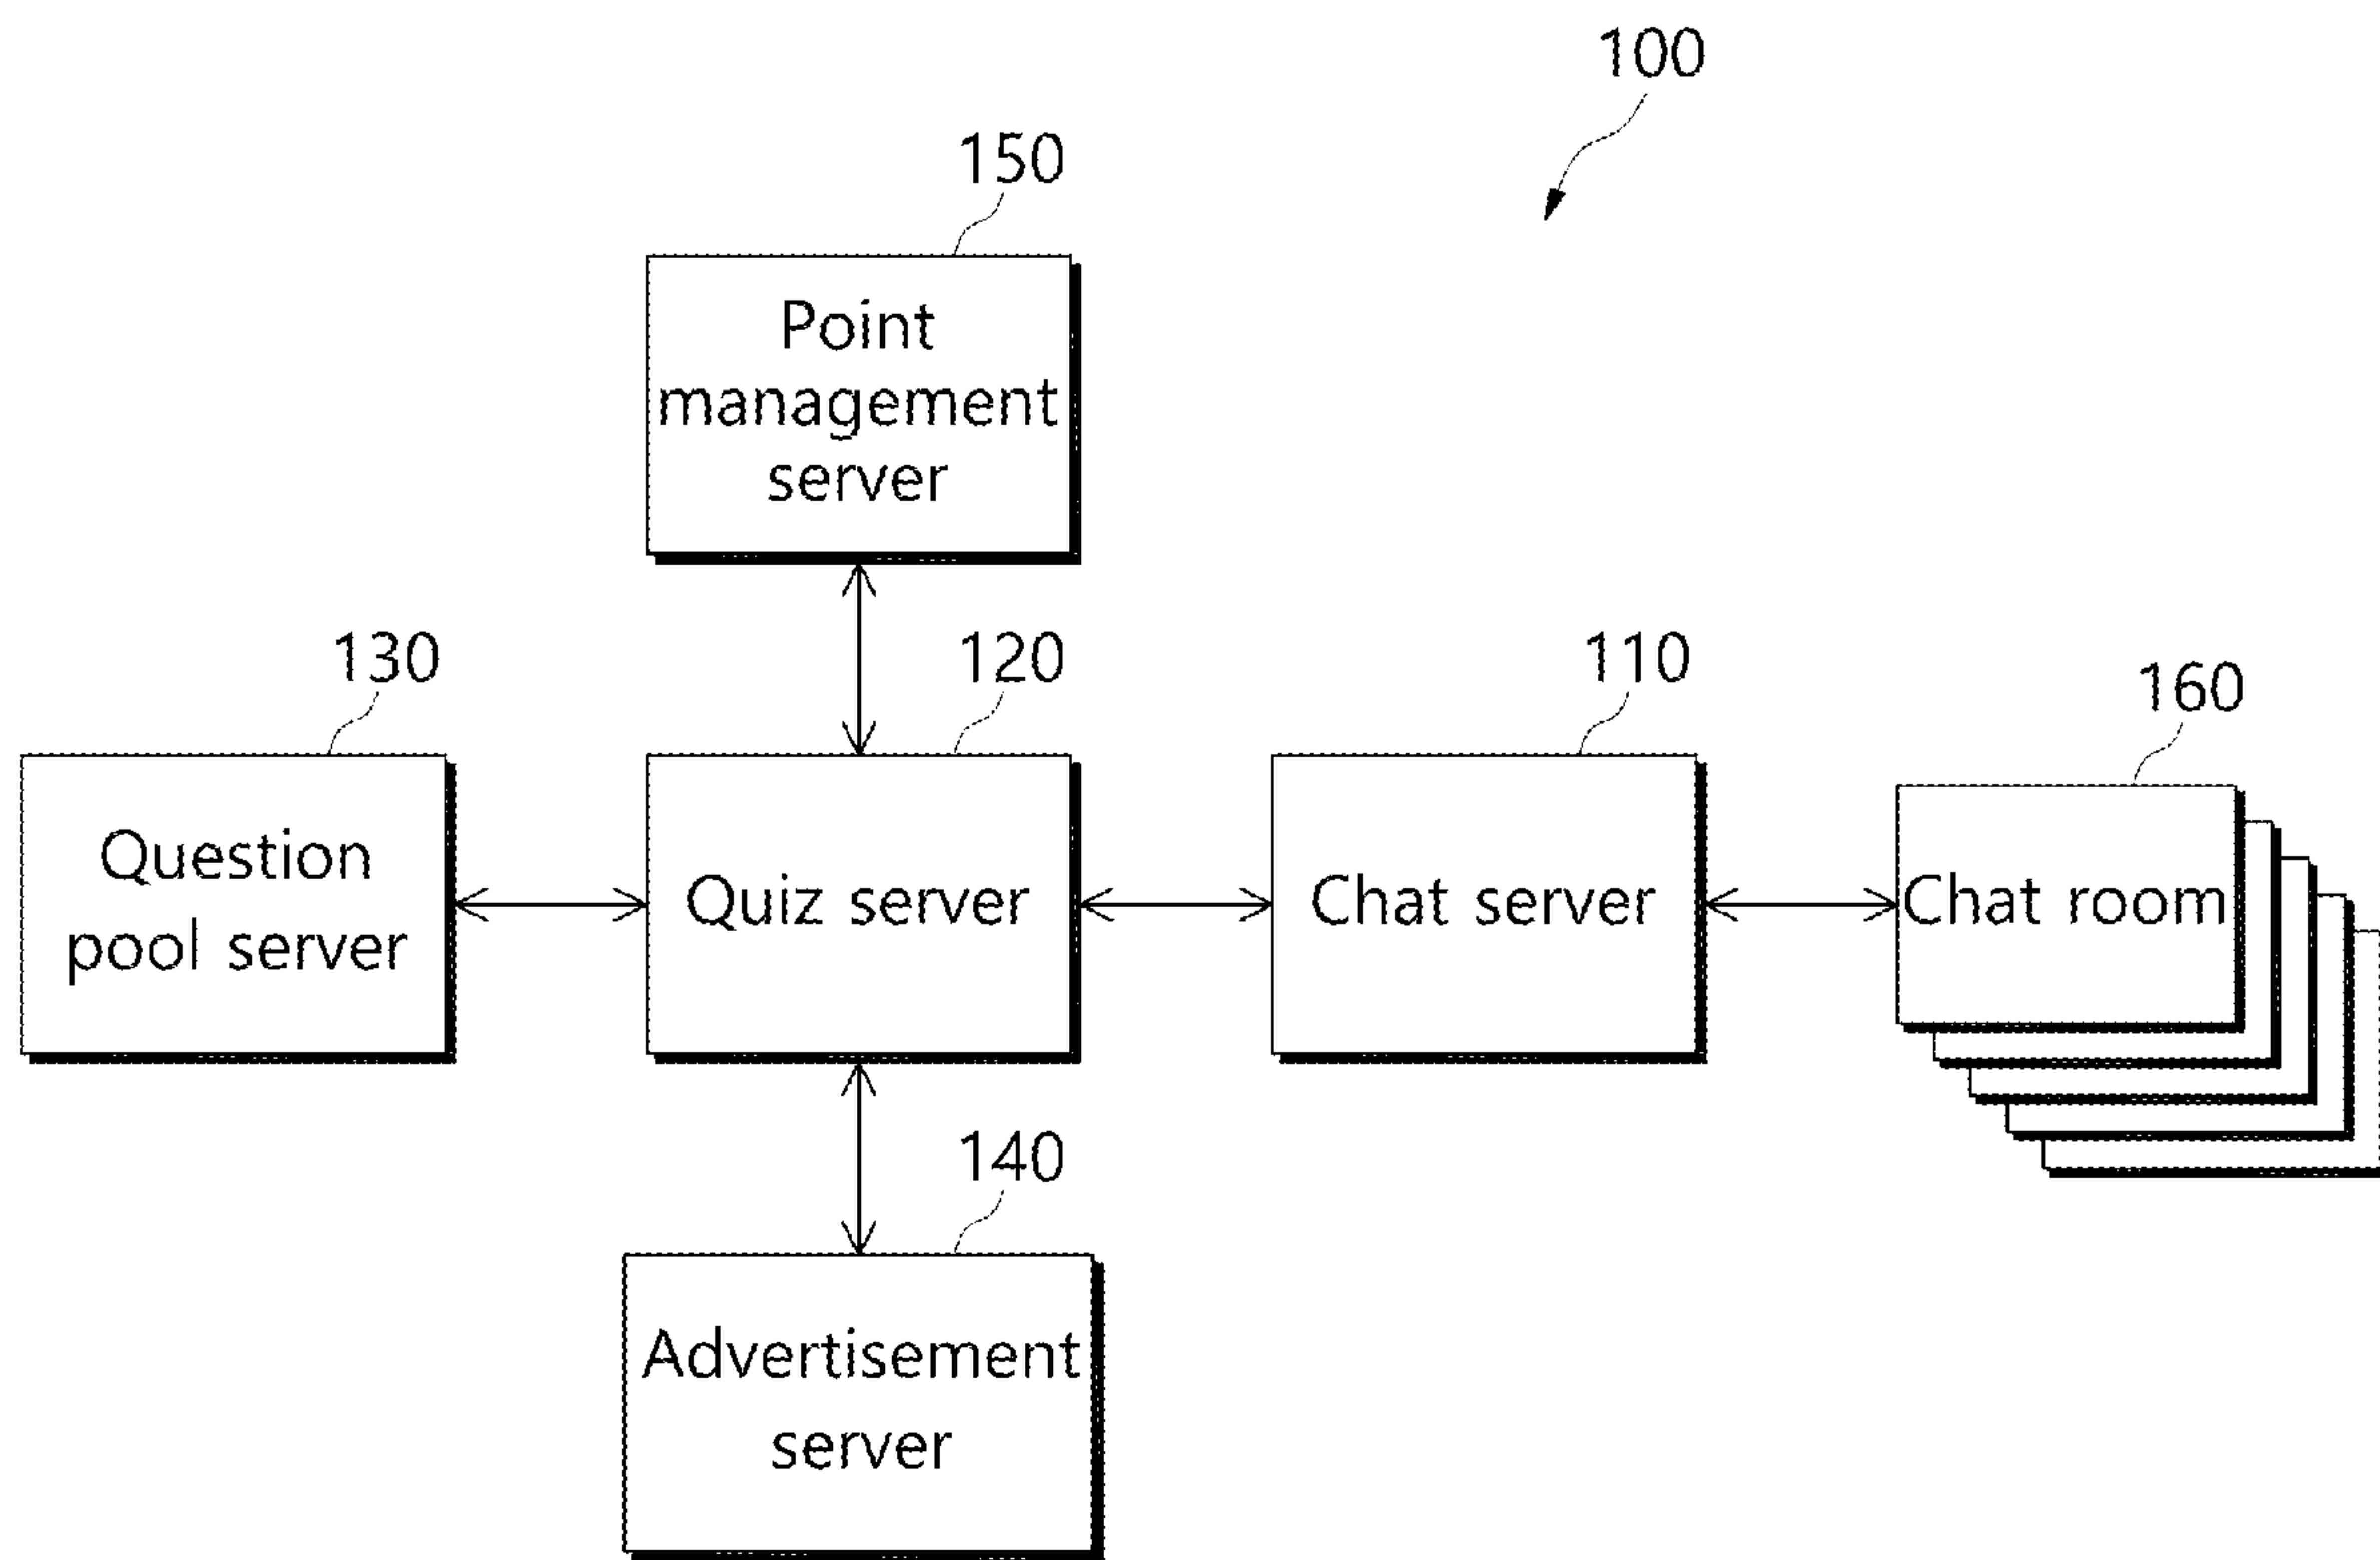 100
150
Point
management
server
130
120
110
160
Question
pool server
Quiz server
Chat server
Chat room
140
Advertisement
server